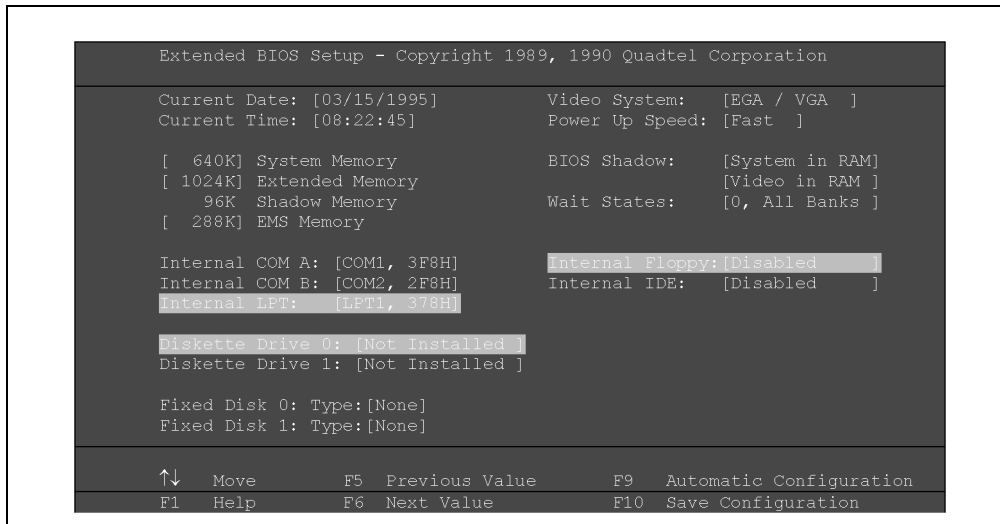 Extended BIOS Setup - Copyright 1989, 1990 Quadtel Corporation
Current Date: [03/15/1995] Video System: [EGA / VGA ]
Current Time: [08:22:45] Power Up Speed: [Fast ]
[ 640K] System Memory BIOS Shadow: [System in RAM]
[ 1024K] Extended Memory [Video in RAM ]
96K Shadow Memory Wait States: [0, All Banks ]
[ 288K] EMS Memory
Internal COM A: [COM1, 3F8H] Internal Floppy:[Disabled ]
Internal COM B: [COM2, 2F8H] Internal IDE: [Disabled ]
Internal LPT: [LPT1, 378H]
Diskette Drive 0: [Not Installed ]
Diskette Drive 1: [Not Installed ]
Fixed Disk 0: Type:[None]
Fixed Disk 1: Type:[None]
↑↓ Move F5 Previous Value F9 Automatic Configuration
F1 Help F6 Next Value F10 Save Configuration